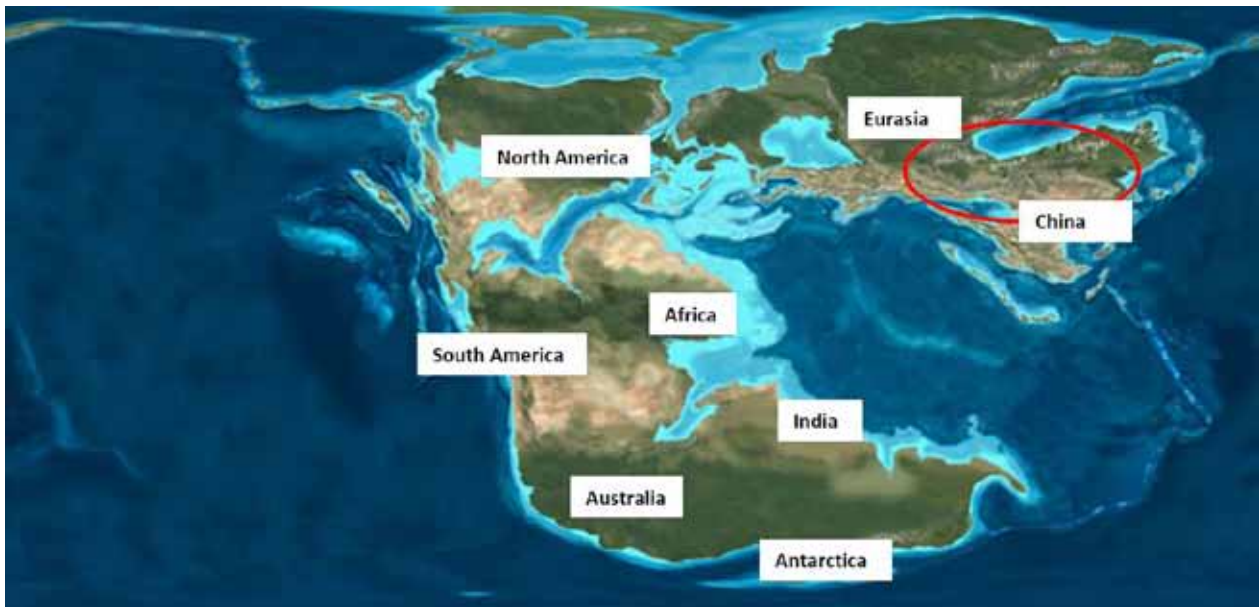 Eurasia
North America
China
Africa
South America
India
Australia
Antarctica